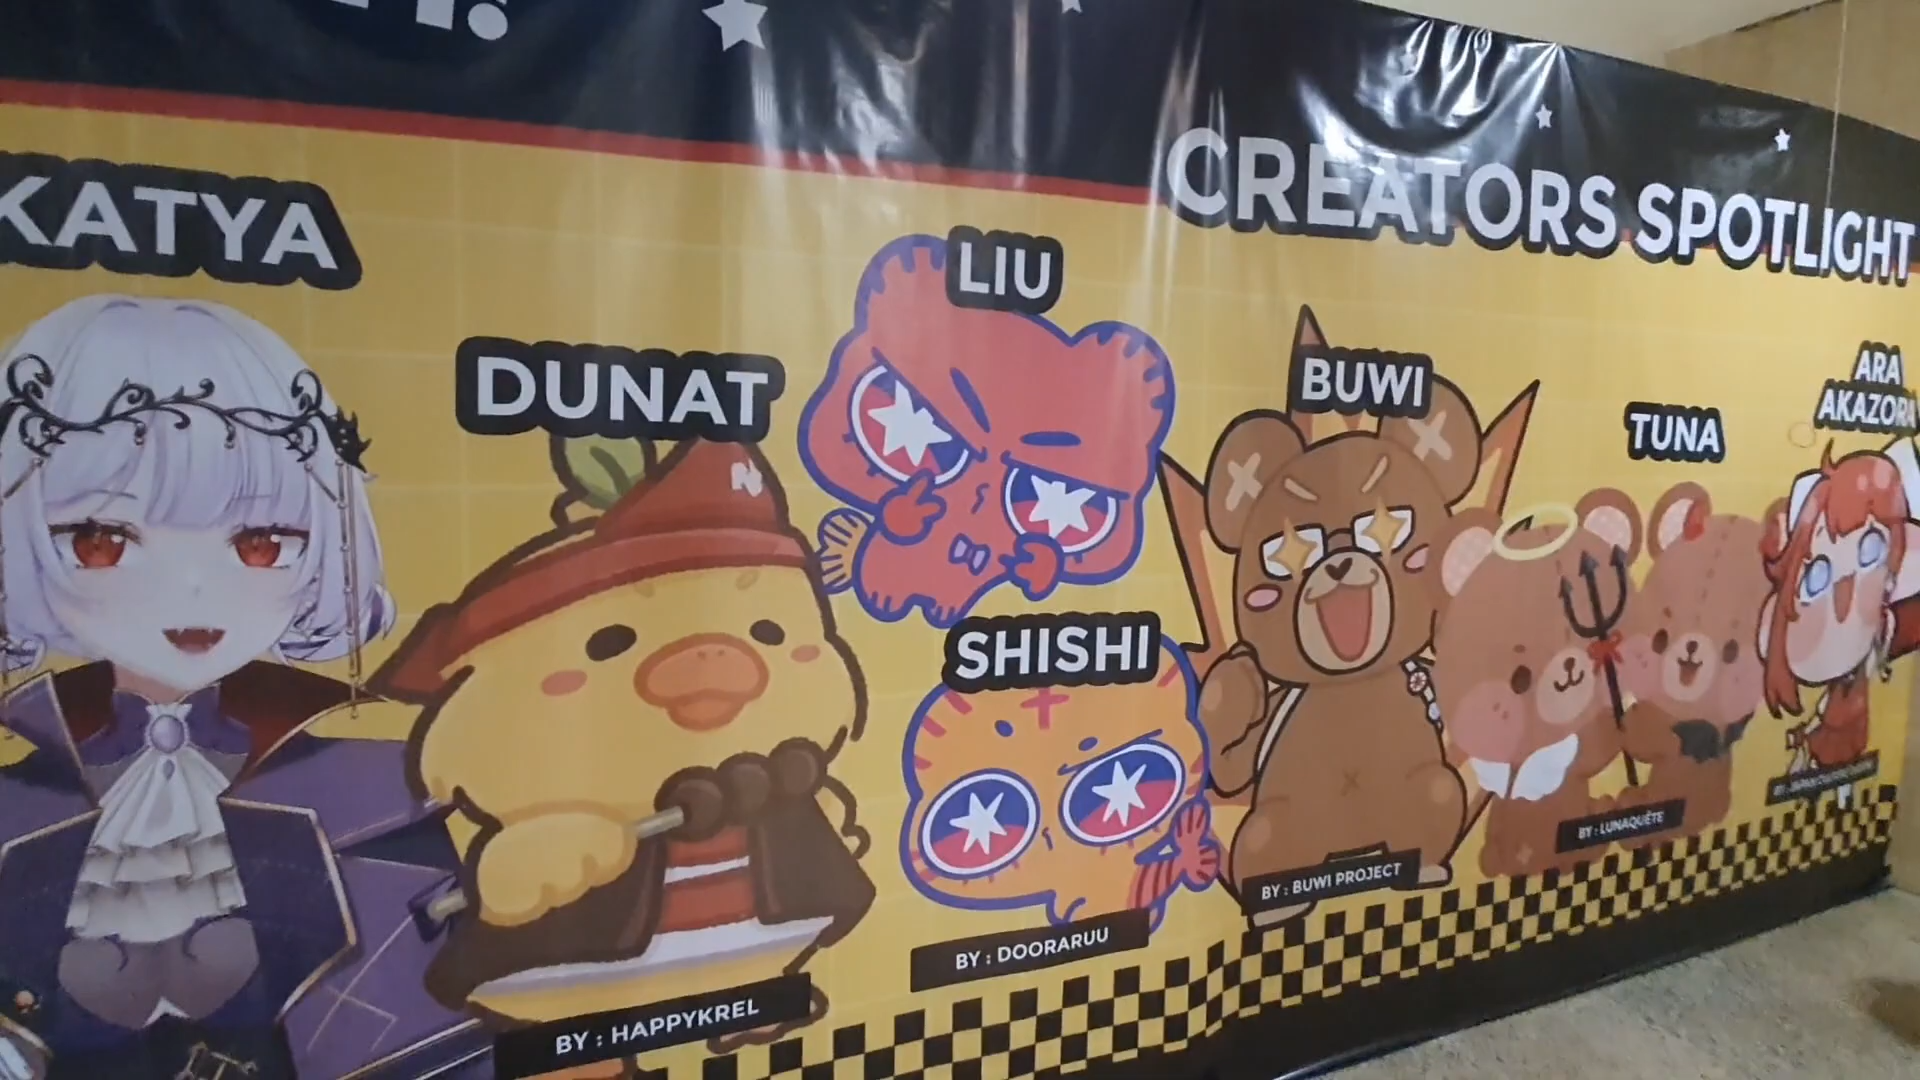 CREATORS SPOTLIGHT
KATYA
DUNAT
N
BY : HAPPYKREL
LIU
SHISHI
BY : DOORARUU
BUWI
BY : BUWI PROJECT
TUNA
BY : LUNAQUÊTE
ARA
AKAZORA
BY :